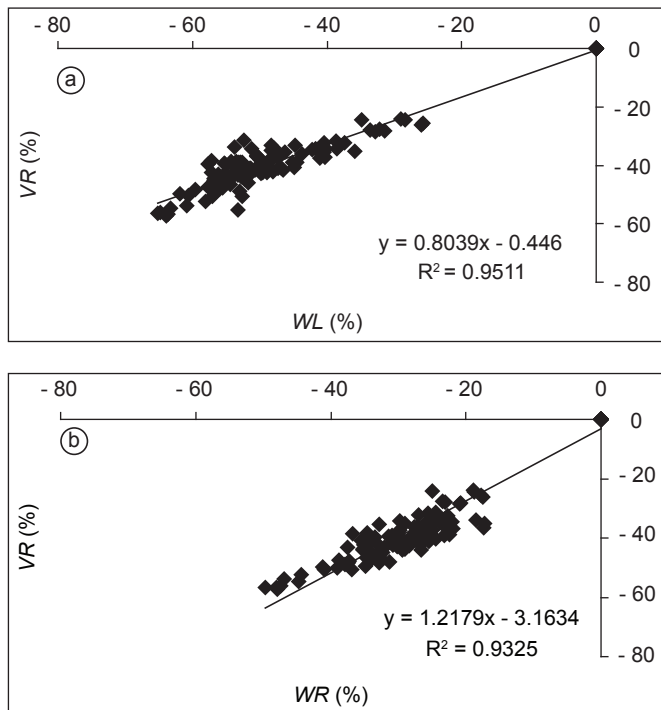 - 80 - 60 - 40 - 20 0
a
0
- 20
- 40
- 60
- 80
VR (%)
y = 0.8039x - 0.446
R² = 0.9511
WL (%)
- 80 - 60 - 40 - 20 0
b
0
- 20
- 40
- 60
- 80
VR (%)
y = 1.2179x - 3.1634
R² = 0.9325
WR (%)